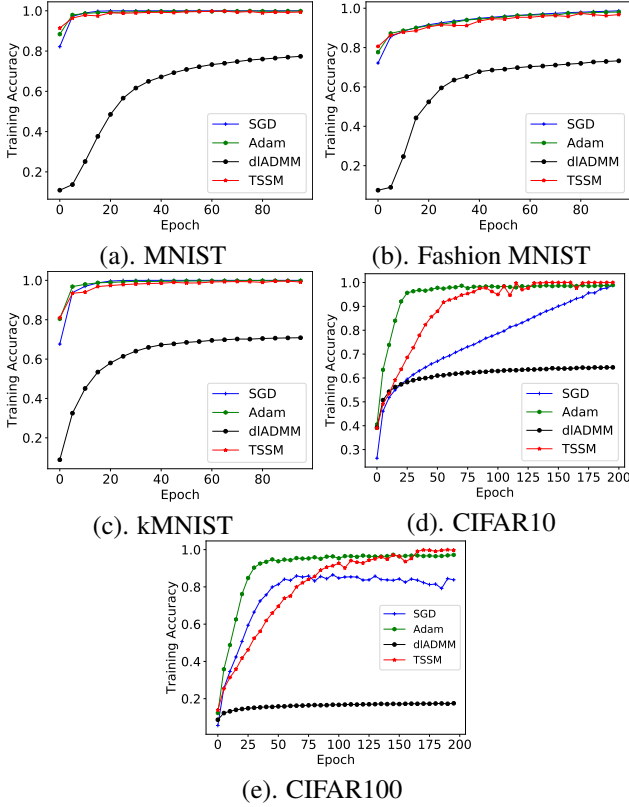 1.0
0.8
0.6
0.4
0.2
Training Accuracy
SGD
Adam
dlADMM
TSSM
0 20 40 60 80
Epoch
(a). MNIST
1.0
0.8
0.6
0.4
0.2
Training Accuracy
SGD
Adam
dlADMM
TSSM
0 20 40 60 80
Epoch
(b). Fashion MNIST
1.0
0.8
0.6
0.4
0.2
Training Accuracy
SGD
Adam
dlADMM
TSSM
0 20 40 60 80
Epoch
(c). kMNIST
1.0
0.9
0.8
0.7
0.6
0.5
0.4
0.3
Training Accuracy
SGD
Adam
dlADMM
TSSM
0 25 50 75 100 125 150 175 200
Epoch
(d). CIFAR10
1.0
0.8
0.6
0.4
0.2
Training Accuracy
SGD
Adam
dlADMM
TSSM
0 25 50 75 100 125 150 175 200
Epoch
(e). CIFAR100